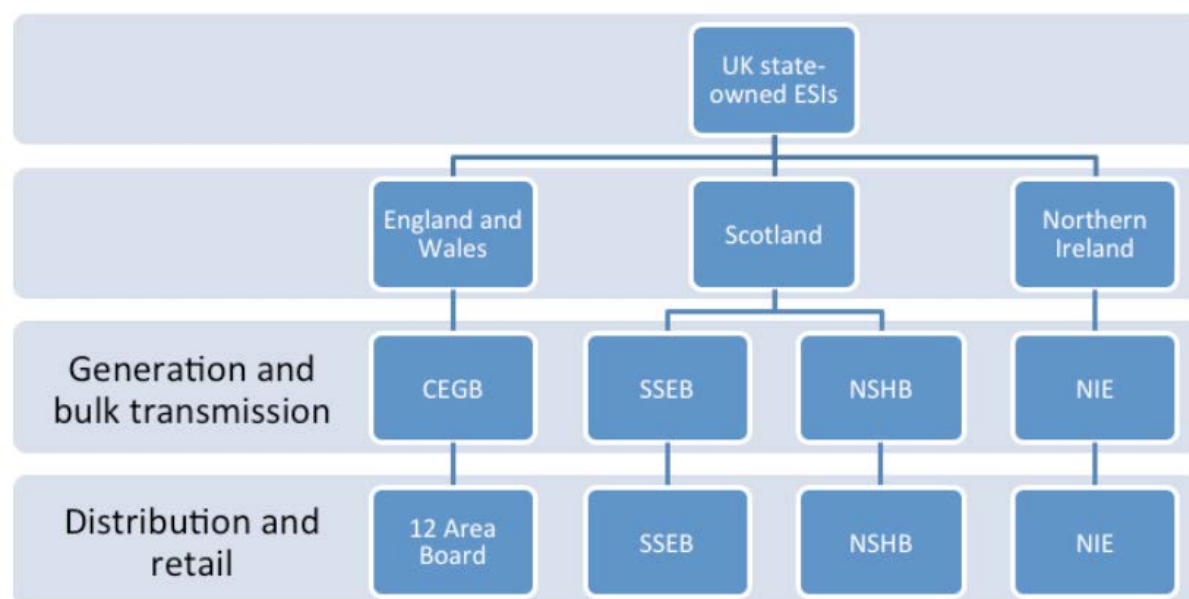 UK state-
owned ESIs
England and
Wales
Scotland
Northern
Ireland
Generation and
bulk transmission
CEGB
SSEB
NSHB
NIE
Distribution and
retail
12 Area
Board
SSEB
NSHB
NIE